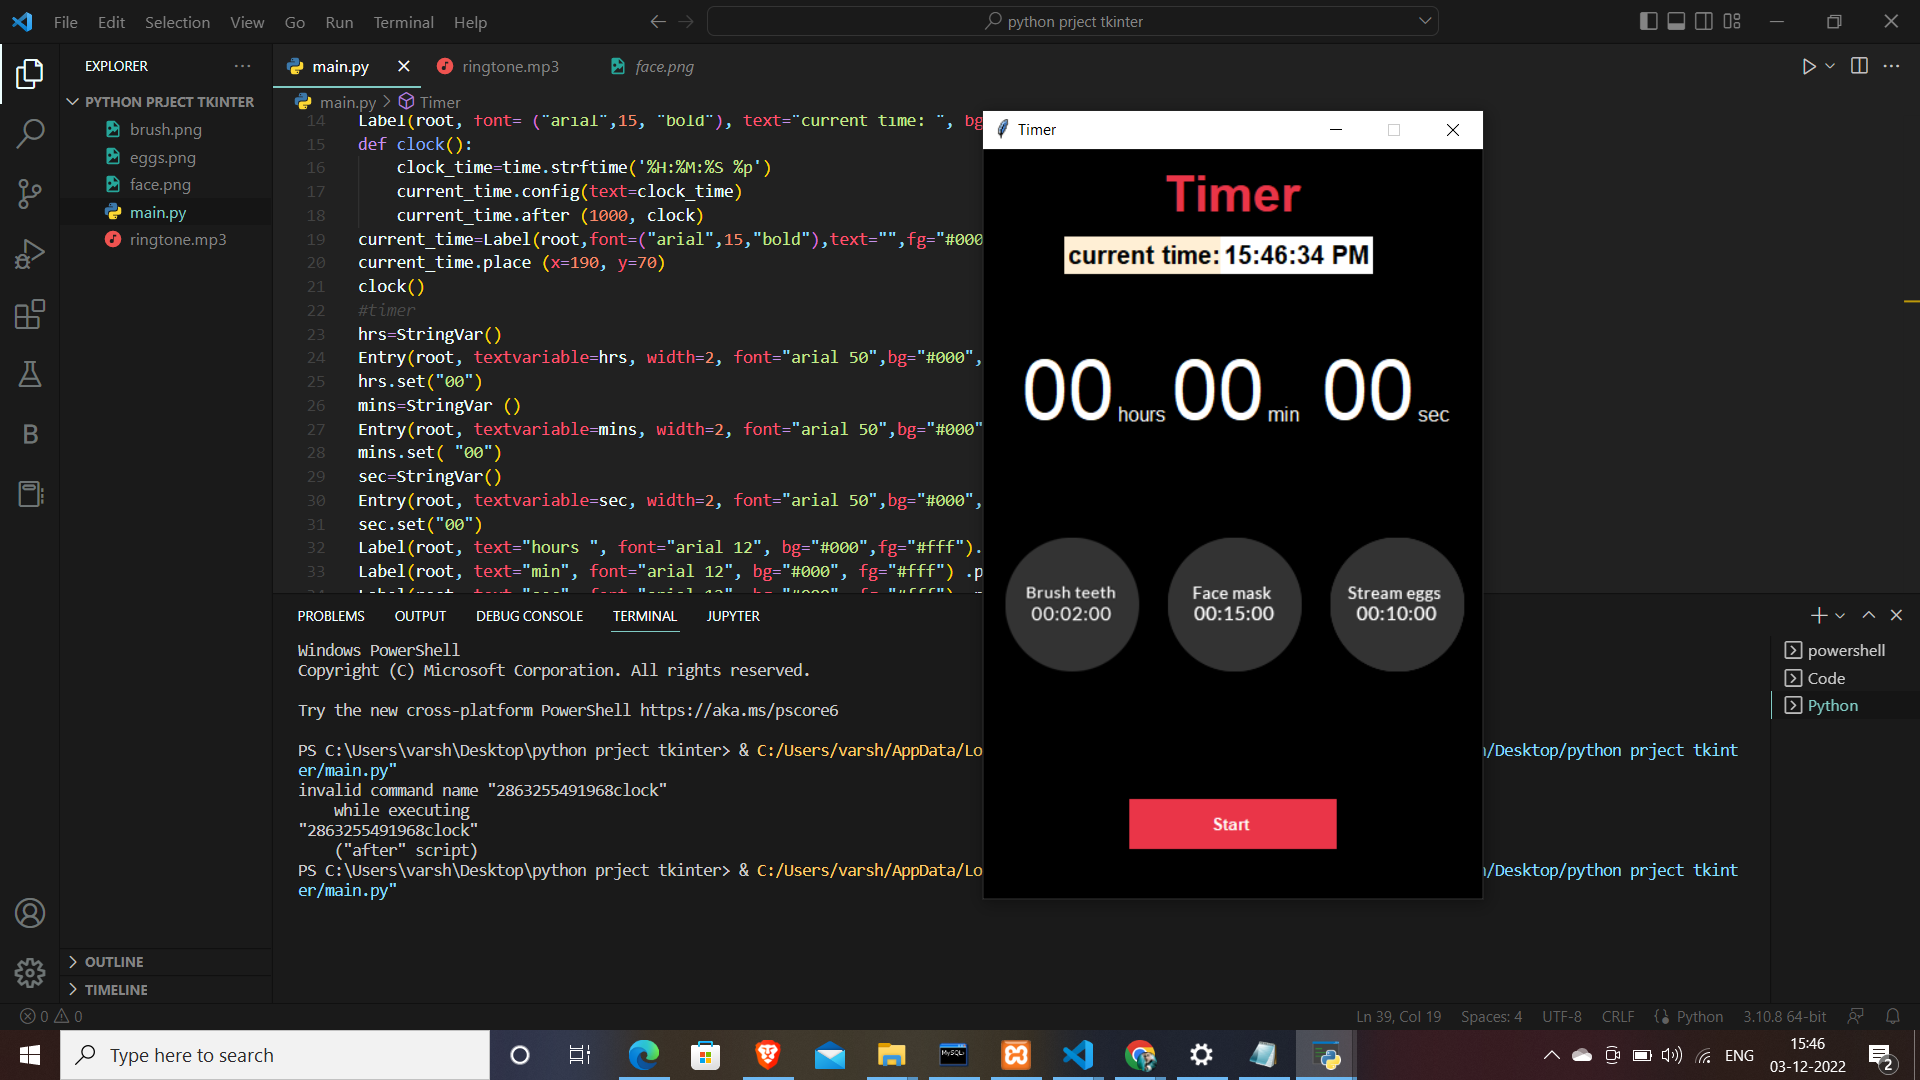 File Edit Selection View Go Run Terminal Help
python prject tkinter
EXPLORER
PYTHON PRJECT TKINTER
brush.png
eggs.png
face.png
main.py
ringtone.mp3
OUTLINE
TIMELINE
main.py ringtone.mp3 face.png
main.py > Timer
14 Label(root, font= ("arial",15, "bold"), text="current time: ", bg
15 def clock():
16 clock_time=time.strftime('%H:%M:%S %p')
17 current_time.config(text=clock_time)
18 current_time.after (1000, clock)
19 current_time=Label(root,font=("arial",15,"bold"),text="",fg="#000
20 current_time.place (x=190, y=70)
21 clock()
22 #timer
23 hrs=StringVar()
24 Entry(root, textvariable=hrs, width=2, font="arial 50",bg="#000",
25 hrs.set("00")
26 mins=StringVar ()
27 Entry(root, textvariable=mins, width=2, font="arial 50",bg="#000"
28 mins.set( "00")
29 sec=StringVar()
30 Entry(root, textvariable=sec, width=2, font="arial 50",bg="#000",
31 sec.set("00")
32 Label(root, text="hours ", font="arial 12", bg="#000",fg="#fff").
33 Label(root, text="min", font="arial 12", bg="#000", fg="#fff") .p
Timer
Timer
current time: 15:46:34 PM
00 hours 00 min 00 sec
Brush teeth
00:02:00
Face mask
00:15:00
Stream eggs
00:10:00
Start
PROBLEMS OUTPUT DEBUG CONSOLE TERMINAL JUPYTER
Windows PowerShell
Copyright (C) Microsoft Corporation. All rights reserved.
Try the new cross-platform PowerShell https://aka.ms/pscore6
PS C:\Users\varsh\Desktop\python prject tkinter> & C:/Users/varsh/AppData/Lo /Desktop/python prject tkint
er/main.py"
invalid command name "2863255491968clock"
while executing
"2863255491968clock"
("after" script)
PS C:\Users\varsh\Desktop\python prject tkinter> & C:/Users/varsh/AppData/Lo /Desktop/python prject tkint
er/main.py"
powershell
Code
Python
0 0
Ln 39, Col 19 Spaces: 4 UTF-8 CRLF Python 3.10.8 64-bit
Type here to search
ENG
15:46
03-12-2022
2